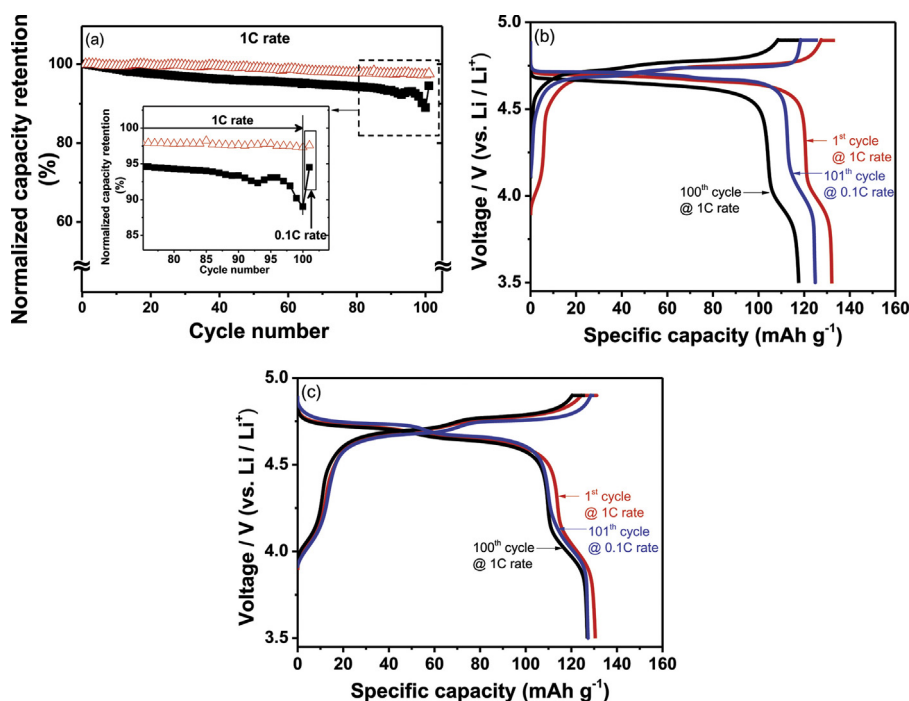 (a)
1C rate
Normalized capacity retention
(%)
100
90
80
70
60
0
20
40
60
80
100
Cycle number
Normalized capacity retention
(%)
100
95
90
85
80
85
90
95
100
Cycle number
1C rate
0.1C rate
(b)
Voltage / V (vs. Li / Li⁺)
5.0
4.5
4.0
3.5
0 20 40 60 80 100 120 140 160
Specific capacity (mAh g⁻¹)
1ˢᵗ cycle
@ 1C rate
101ᵗʰ cycle
@ 0.1C rate
100ᵗʰ cycle
@ 1C rate
(c)
Voltage / V (vs. Li / Li⁺)
5.0
4.5
4.0
3.5
0 20 40 60 80 100 120 140 160
Specific capacity (mAh g⁻¹)
1ˢᵗ cycle
@ 1C rate
101ᵗʰ cycle
@ 0.1C rate
100ᵗʰ cycle
@ 1C rate